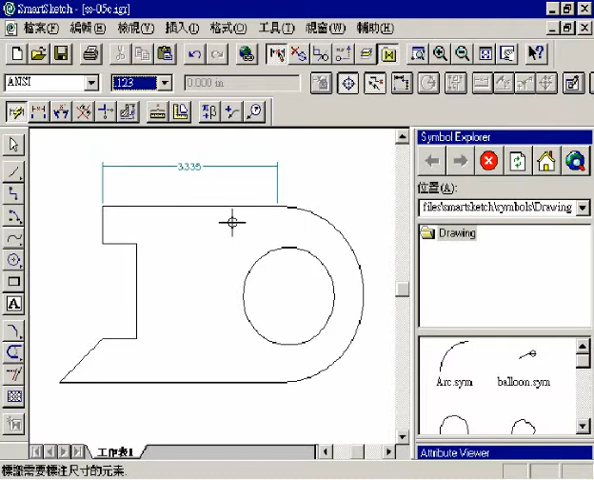 SmartSketch - [ss-05c.igr]
檔案(F) 編輯(E) 檢視(V) 插入(I) 格式(O) 工具(T) 視窗(W) 輔助(H)
ANSI .123 0.000 in
3.335
Symbol Explorer
位置(A):
files\smartsketch\symbols\Drawing
Drawing
Arc.sym balloon.sym
工作表1
Attribute Viewer
標識需要標注尺寸的元素.